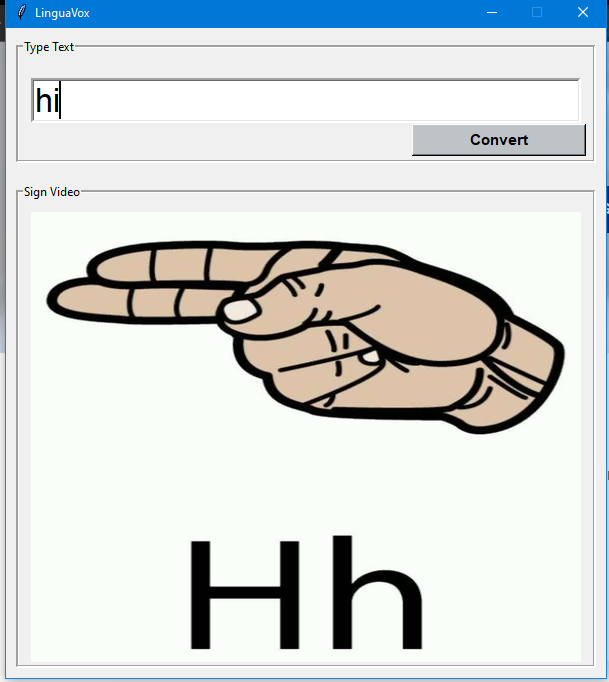 LinguaVox
Type Text
hi
Convert
Sign Video
Hh